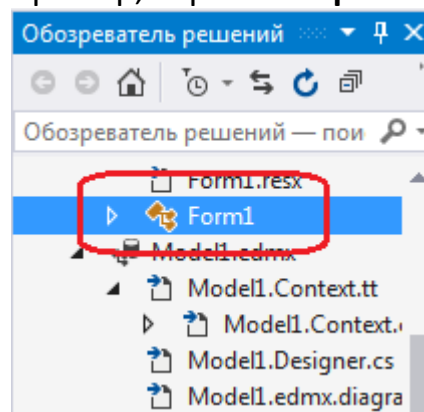 Обозреватель решений
Обозреватель решений — пои
Form1.resx
Form1
Model1.edmx
Model1.Context.tt
Model1.Context.
Model1.Designer.cs
Model1.edmx.diagra